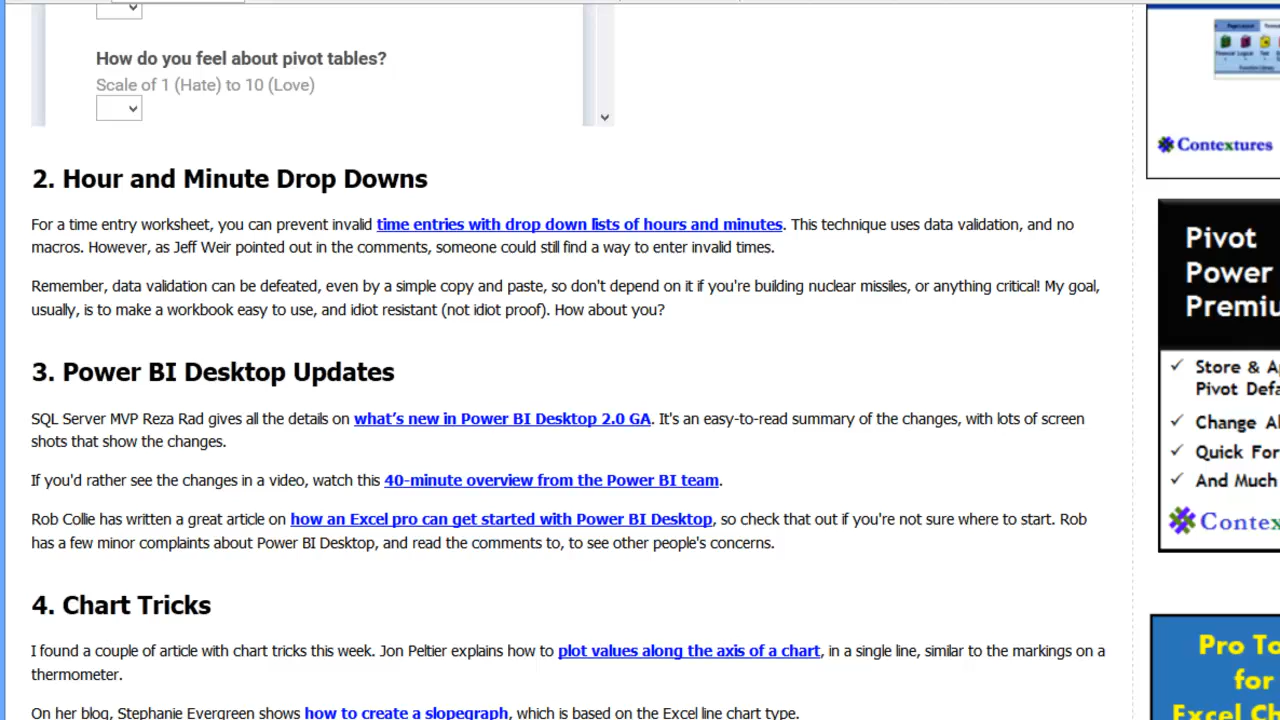 How do you feel about pivot tables?
Scale of 1 (Hate) to 10 (Love)
2. Hour and Minute Drop Downs
For a time entry worksheet, you can prevent invalid time entries with drop down lists of hours and minutes. This technique uses data validation, and no
macros. However, as Jeff Weir pointed out in the comments, someone could still find a way to enter invalid times.
Remember, data validation can be defeated, even by a simple copy and paste, so don't depend on it if you're building nuclear missiles, or anything critical! My goal,
usually, is to make a workbook easy to use, and idiot resistant (not idiot proof). How about you?
3. Power BI Desktop Updates
SQL Server MVP Reza Rad gives all the details on what's new in Power BI Desktop 2.0 GA. It's an easy-to-read summary of the changes, with lots of screen
shots that show the changes.
If you'd rather see the changes in a video, watch this 40-minute overview from the Power BI team.
Rob Collie has written a great article on how an Excel pro can get started with Power BI Desktop, so check that out if you're not sure where to start. Rob
has a few minor complaints about Power BI Desktop, and read the comments to, to see other people's concerns.
4. Chart Tricks
I found a couple of article with chart tricks this week. Jon Peltier explains how to plot values along the axis of a chart, in a single line, similar to the markings on a
thermometer.
On her blog, Stephanie Evergreen shows how to create a slopegraph, which is based on the Excel line chart type.
Contextures
Pivot
Power
Premiu
Store & Ap
Pivot Defa
Change Al
Quick For
And Much
Contex
Pro To
for
Excel Ch